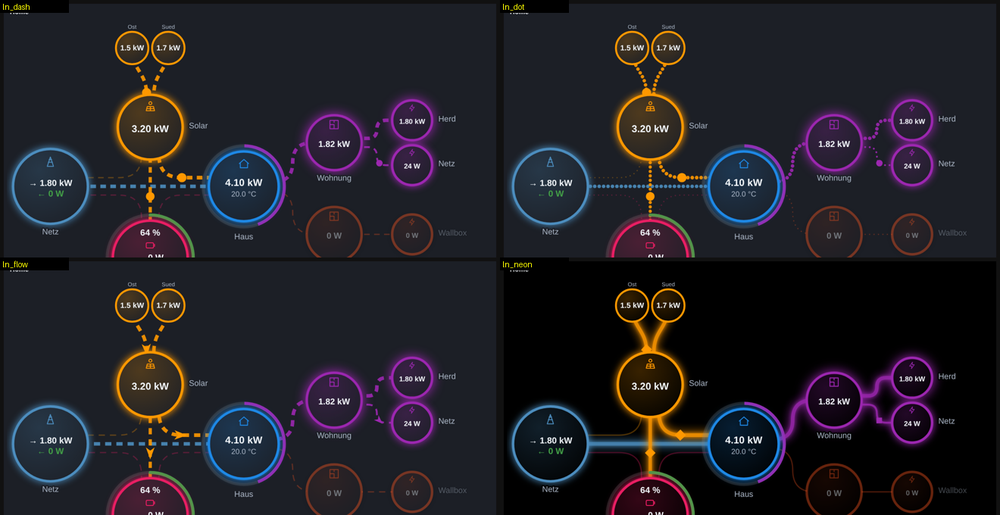 ln_dash
Ost
Sued
1.5 kW
1.7 kW
3.20 kW
Solar
1.80 kW
Herd
1.82 kW
24 W
Netz
→ 1.80 kW
← 0 W
4.10 kW
20.0 °C
Wohnung
Netz
Haus
64 %
0 W
0 W
0 W
Wallbox
ln_dot
Ost
Sued
1.5 kW
1.7 kW
3.20 kW
Solar
1.80 kW
Herd
1.82 kW
24 W
Netz
→ 1.80 kW
← 0 W
4.10 kW
20.0 °C
Wohnung
Netz
Haus
64 %
0 W
0 W
0 W
Wallbox
ln_flow
Ost
Sued
1.5 kW
1.7 kW
3.20 kW
Solar
1.80 kW
Herd
1.82 kW
24 W
Netz
→ 1.80 kW
← 0 W
4.10 kW
20.0 °C
Wohnung
Netz
Haus
64 %
0 W
0 W
0 W
Wallbox
ln_neon
Ost
Sued
1.5 kW
1.7 kW
3.20 kW
Solar
1.80 kW
Herd
1.82 kW
24 W
Netz
→ 1.80 kW
← 0 W
4.10 kW
20.0 °C
Wohnung
Netz
Haus
64 %
0 W
0 W
0 W
Wallbox